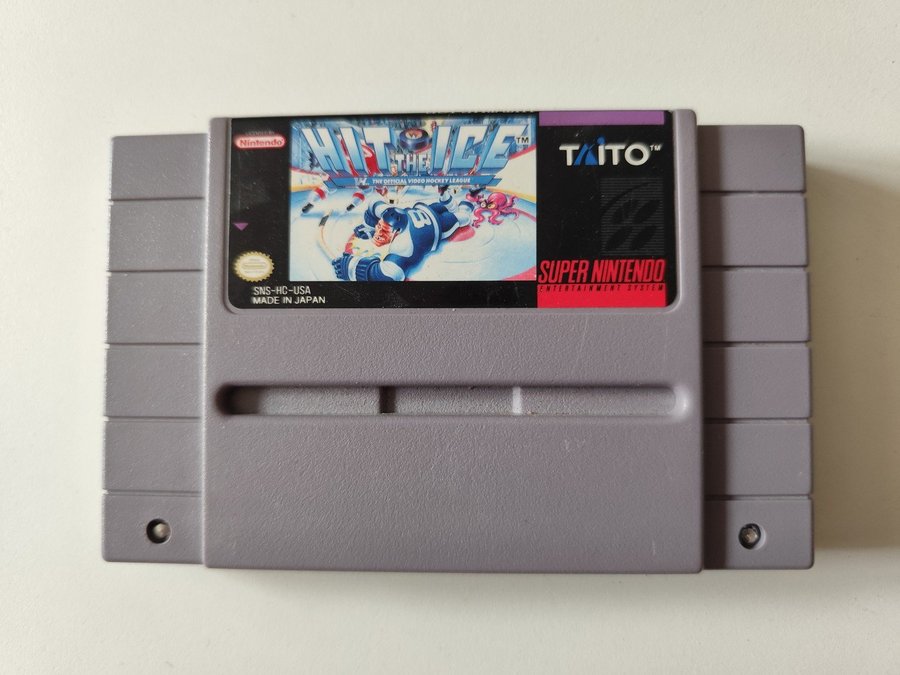 Nintendo
HIT THE ICE™
THE OFFICIAL VIDEO HOCKEY LEAGUE
TAITO™
8
SNS-HC-USA
MADE IN JAPAN
SUPER NINTENDO
ENTERTAINMENT SYSTEM